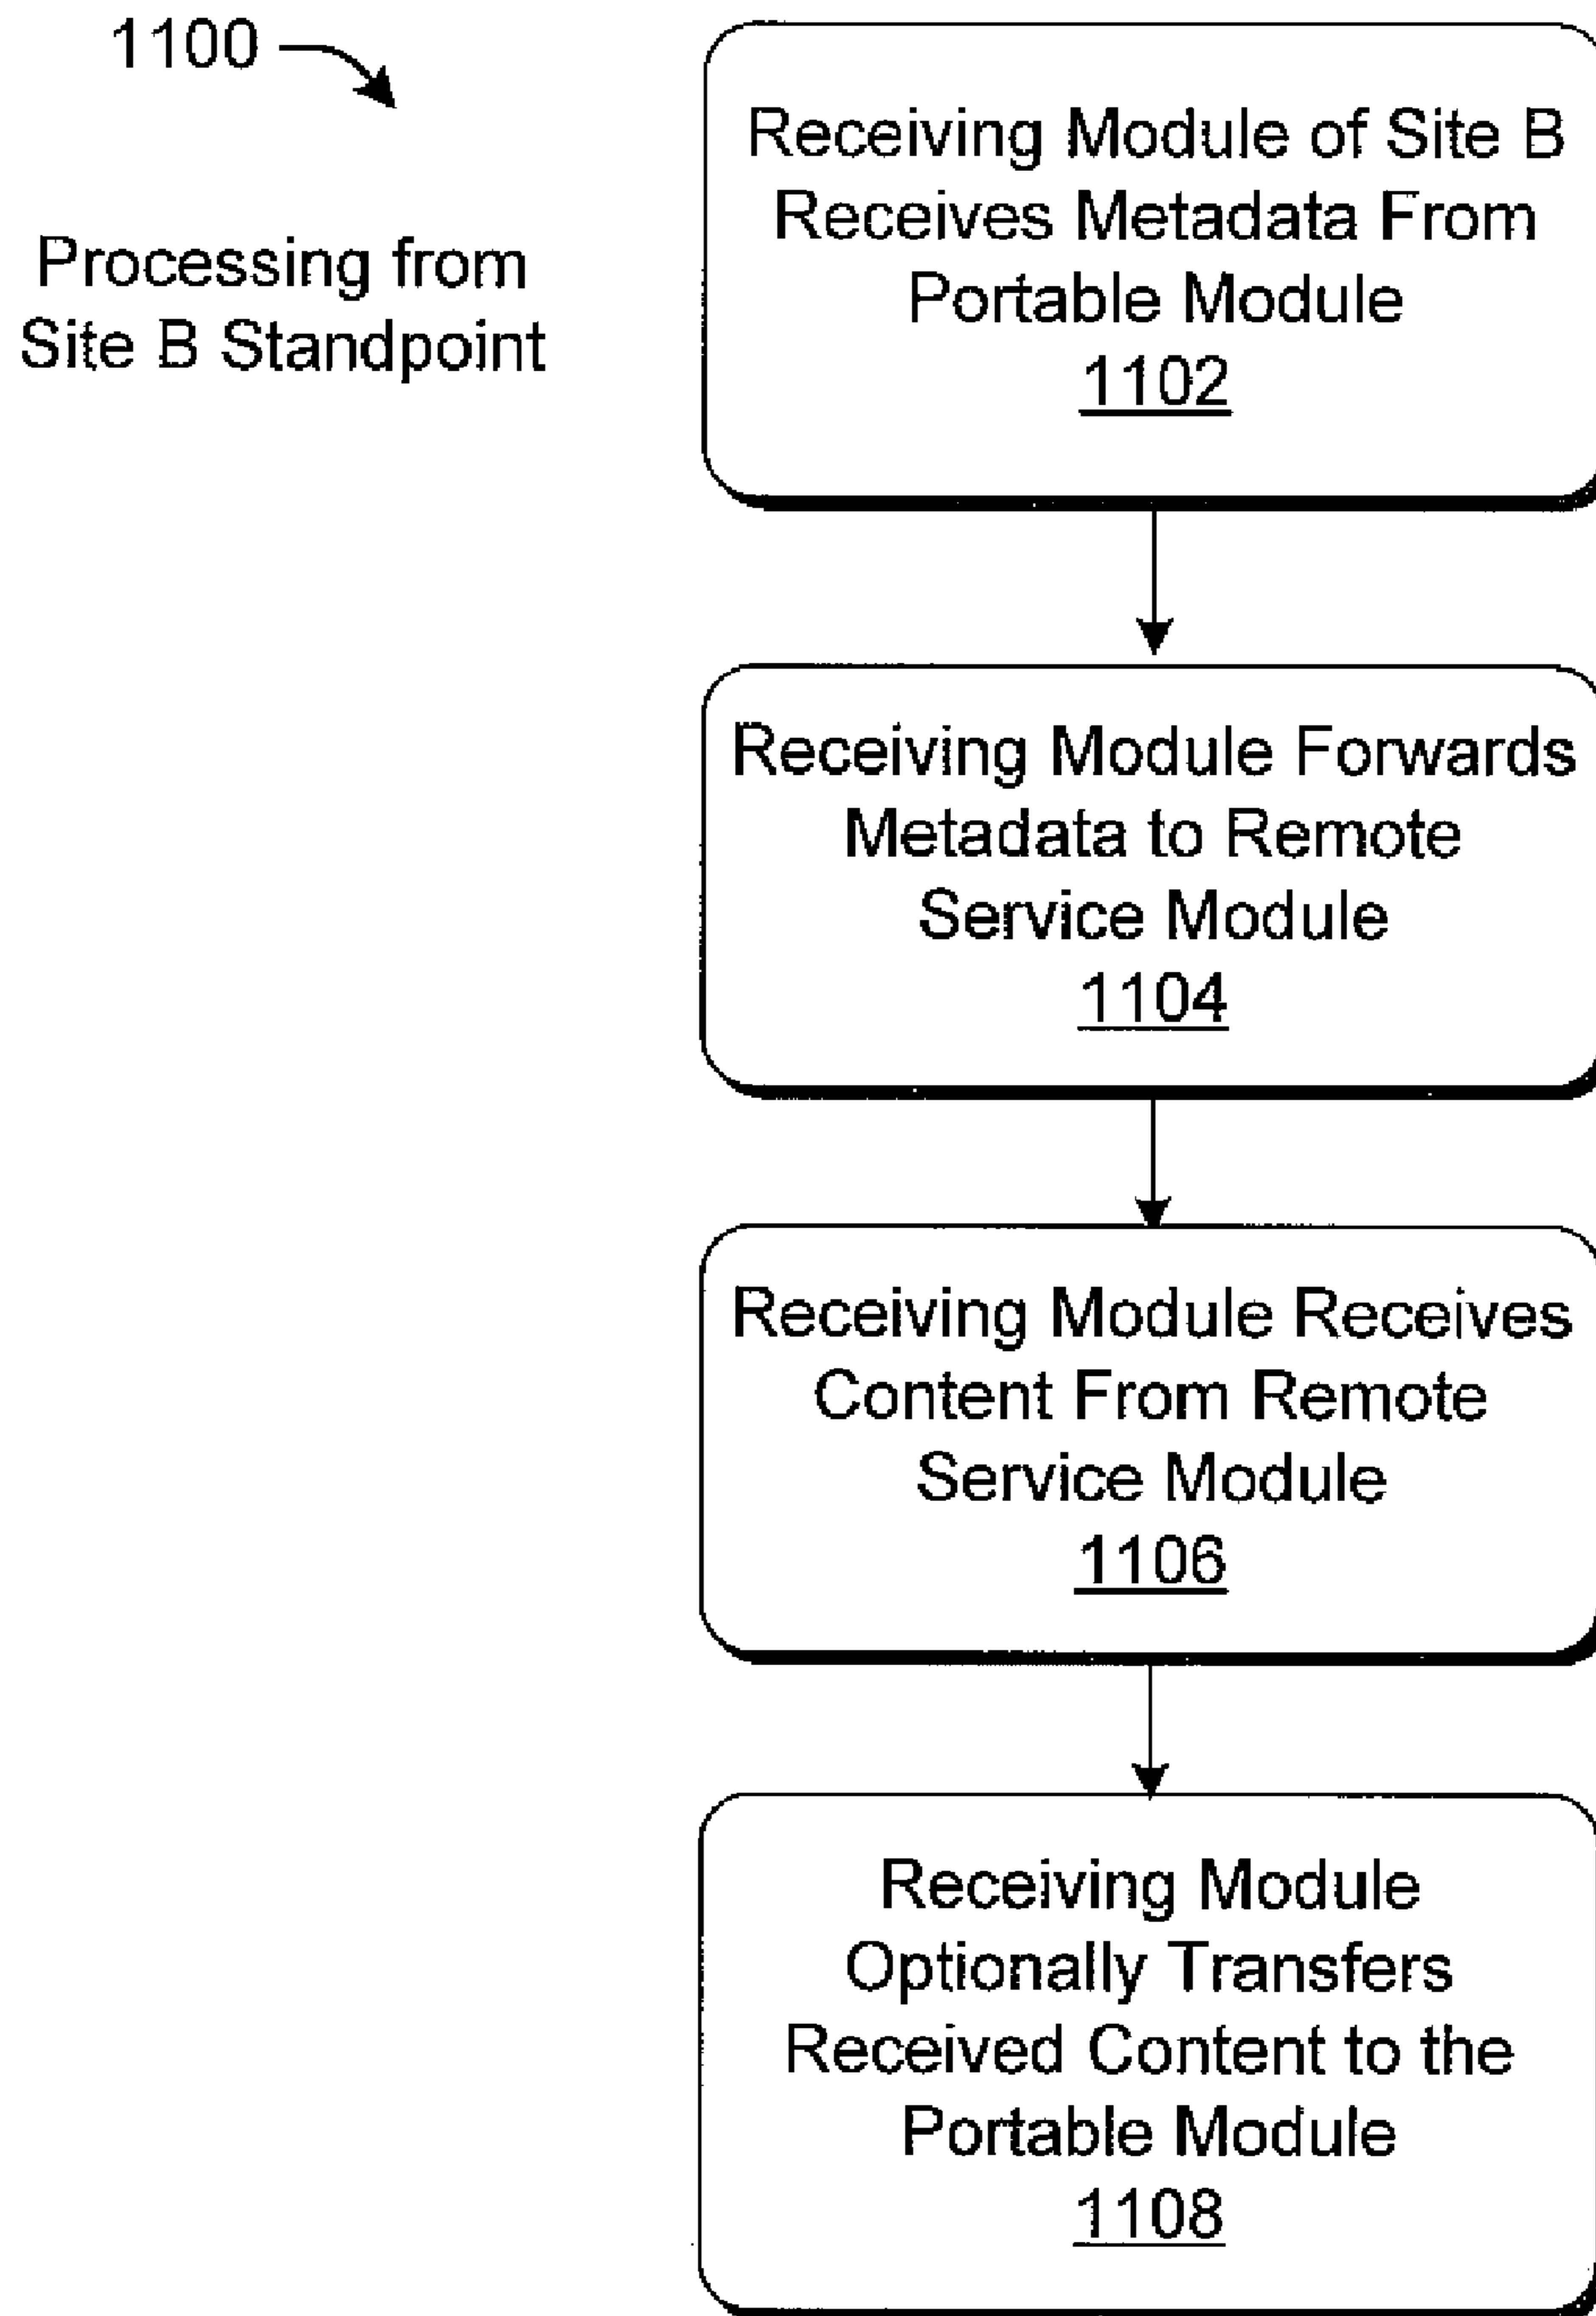 1100
Processing from
Site B Standpoint
Receiving Module of Site B
Receives Metadata From
Portable Module
1102
Receiving Module Forwards
Metadata to Remote
Service Module
1104
Receiving Module Receives
Content From Remote
Service Module
1106
Receiving Module
Optionally Transfers
Received Content to the
Portable Module
1108